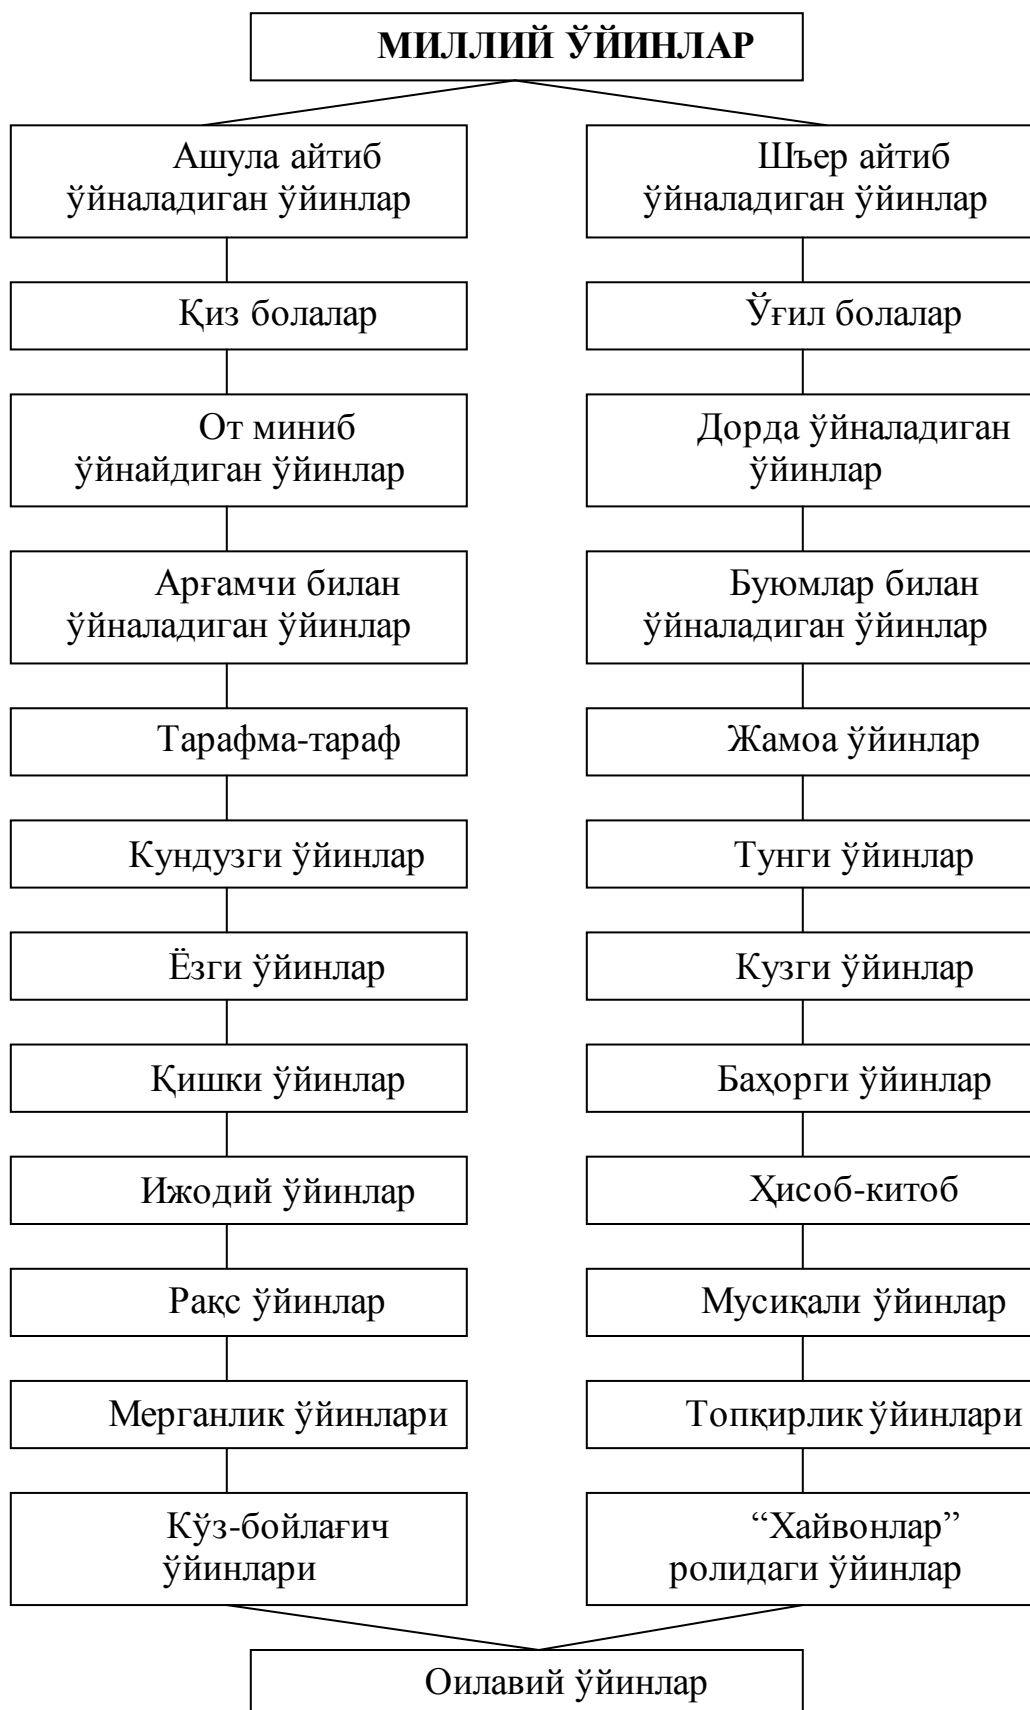 МИЛЛИЙ ЎЙИНЛАР
Ашула айтиб
ўйналадиган ўйинлар
Шъер айтиб
ўйналадиган ўйинлар
Қиз болалар
Ўғил болалар
От миниб
ўйнайдиган ўйинлар
Дорда ўйналадиган
ўйинлар
Арғамчи билан
ўйналадиган ўйинлар
Буюмлар билан
ўйналадиган ўйинлар
Тарафма-тараф
Жамоа ўйинлар
Кундузги ўйинлар
Тунги ўйинлар
Ёзги ўйинлар
Кузги ўйинлар
Қишки ўйинлар
Баҳорги ўйинлар
Ижодий ўйинлар
Ҳисоб-китоб
Рақс ўйинлар
Мусиқали ўйинлар
Мерганлик ўйинлари
Топқирлик ўйинлари
Кўз-бойлағич
ўйинлари
“Хайвонлар”
ролидаги ўйинлар
Оилавий ўйинлар